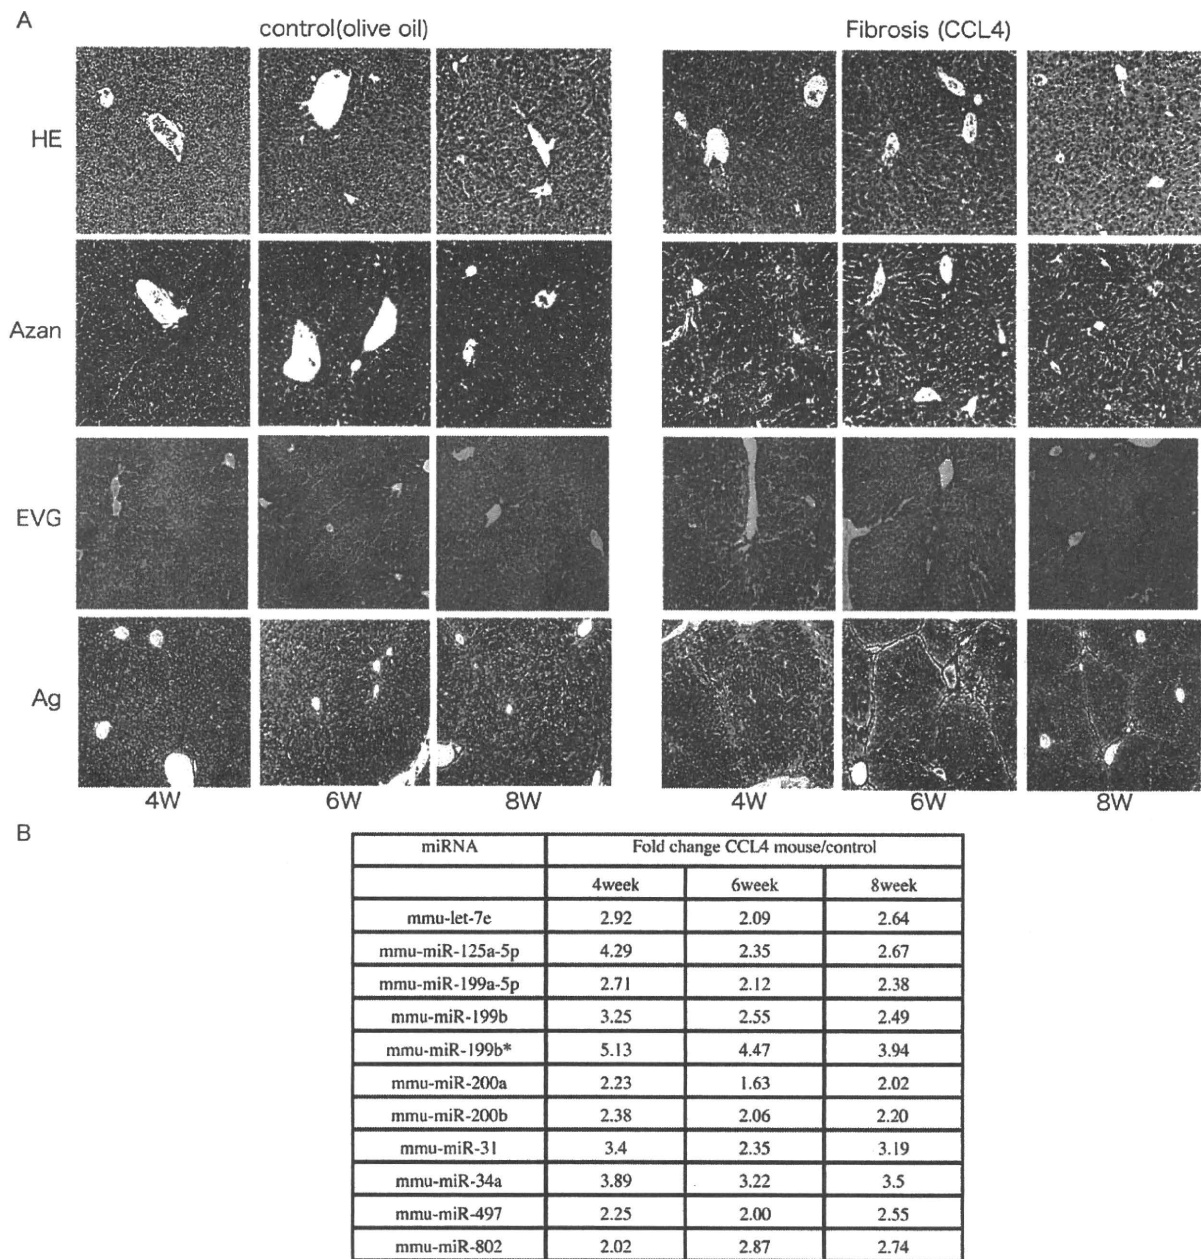 A
control(olive oil)
Fibrosis (CCL4)
HE
Azan
EVG
Ag
4W 6W 8W 4W 6W 8W
B
miRNA Fold change CCL4 mouse/control
4week 6week 8week
mmu-let-7e 2.92 2.09 2.64
mmu-miR-125a-5p 4.29 2.35 2.67
mmu-miR-199a-5p 2.71 2.12 2.38
mmu-miR-199b 3.25 2.55 2.49
mmu-miR-199b* 5.13 4.47 3.94
mmu-miR-200a 2.23 1.63 2.02
mmu-miR-200b 2.38 2.06 2.20
mmu-miR-31 3.4 2.35 3.19
mmu-miR-34a 3.89 3.22 3.5
mmu-miR-497 2.25 2.00 2.55
mmu-miR-802 2.02 2.87 2.74